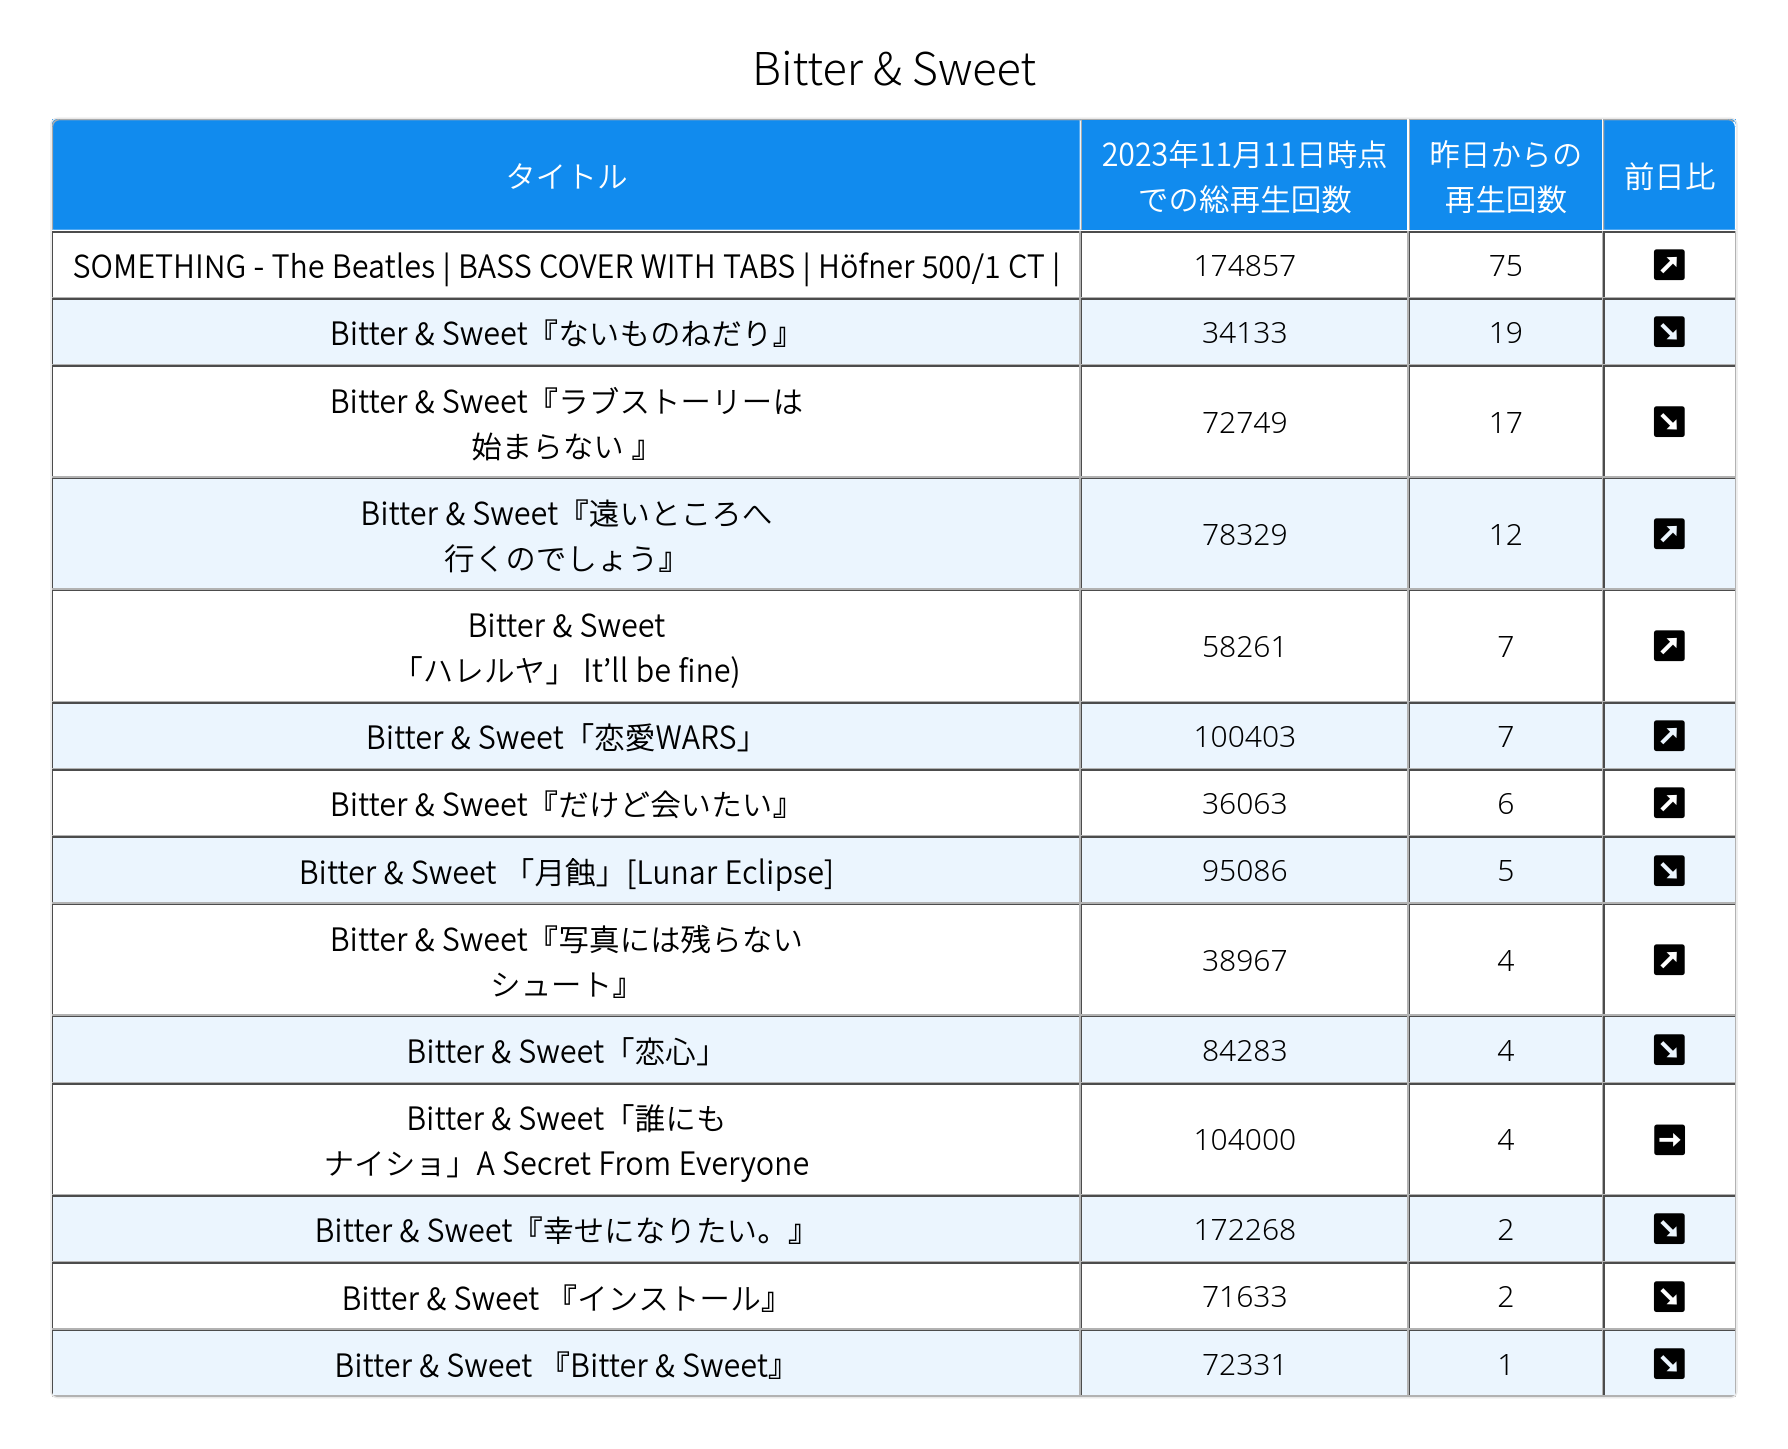 Bitter & Sweet
タイトル
2023年11月11日時点
での総再生回数
昨日からの
再生回数
前日比
SOMETHING - The Beatles | BASS COVER WITH TABS | Höfner 500/1 CT |
174857
75
↗
Bitter & Sweet『ないものねだり』
34133
19
↘
Bitter & Sweet『ラブストーリーは
始まらない 』
72749
17
↘
Bitter & Sweet『遠いところへ
行くのでしょう』
78329
12
↗
Bitter & Sweet
「ハレルヤ」 It’ll be fine)
58261
7
↗
Bitter & Sweet「恋愛WARS」
100403
7
↗
Bitter & Sweet『だけど会いたい』
36063
6
↗
Bitter & Sweet 「月蝕」[Lunar Eclipse]
95086
5
↘
Bitter & Sweet『写真には残らない
シュート』
38967
4
↗
Bitter & Sweet「恋心」
84283
4
↘
Bitter & Sweet「誰にも
ナイショ」A Secret From Everyone
104000
4
→
Bitter & Sweet『幸せになりたい。』
172268
2
↘
Bitter & Sweet 『インストール』
71633
2
↘
Bitter & Sweet 『Bitter & Sweet』
72331
1
↘